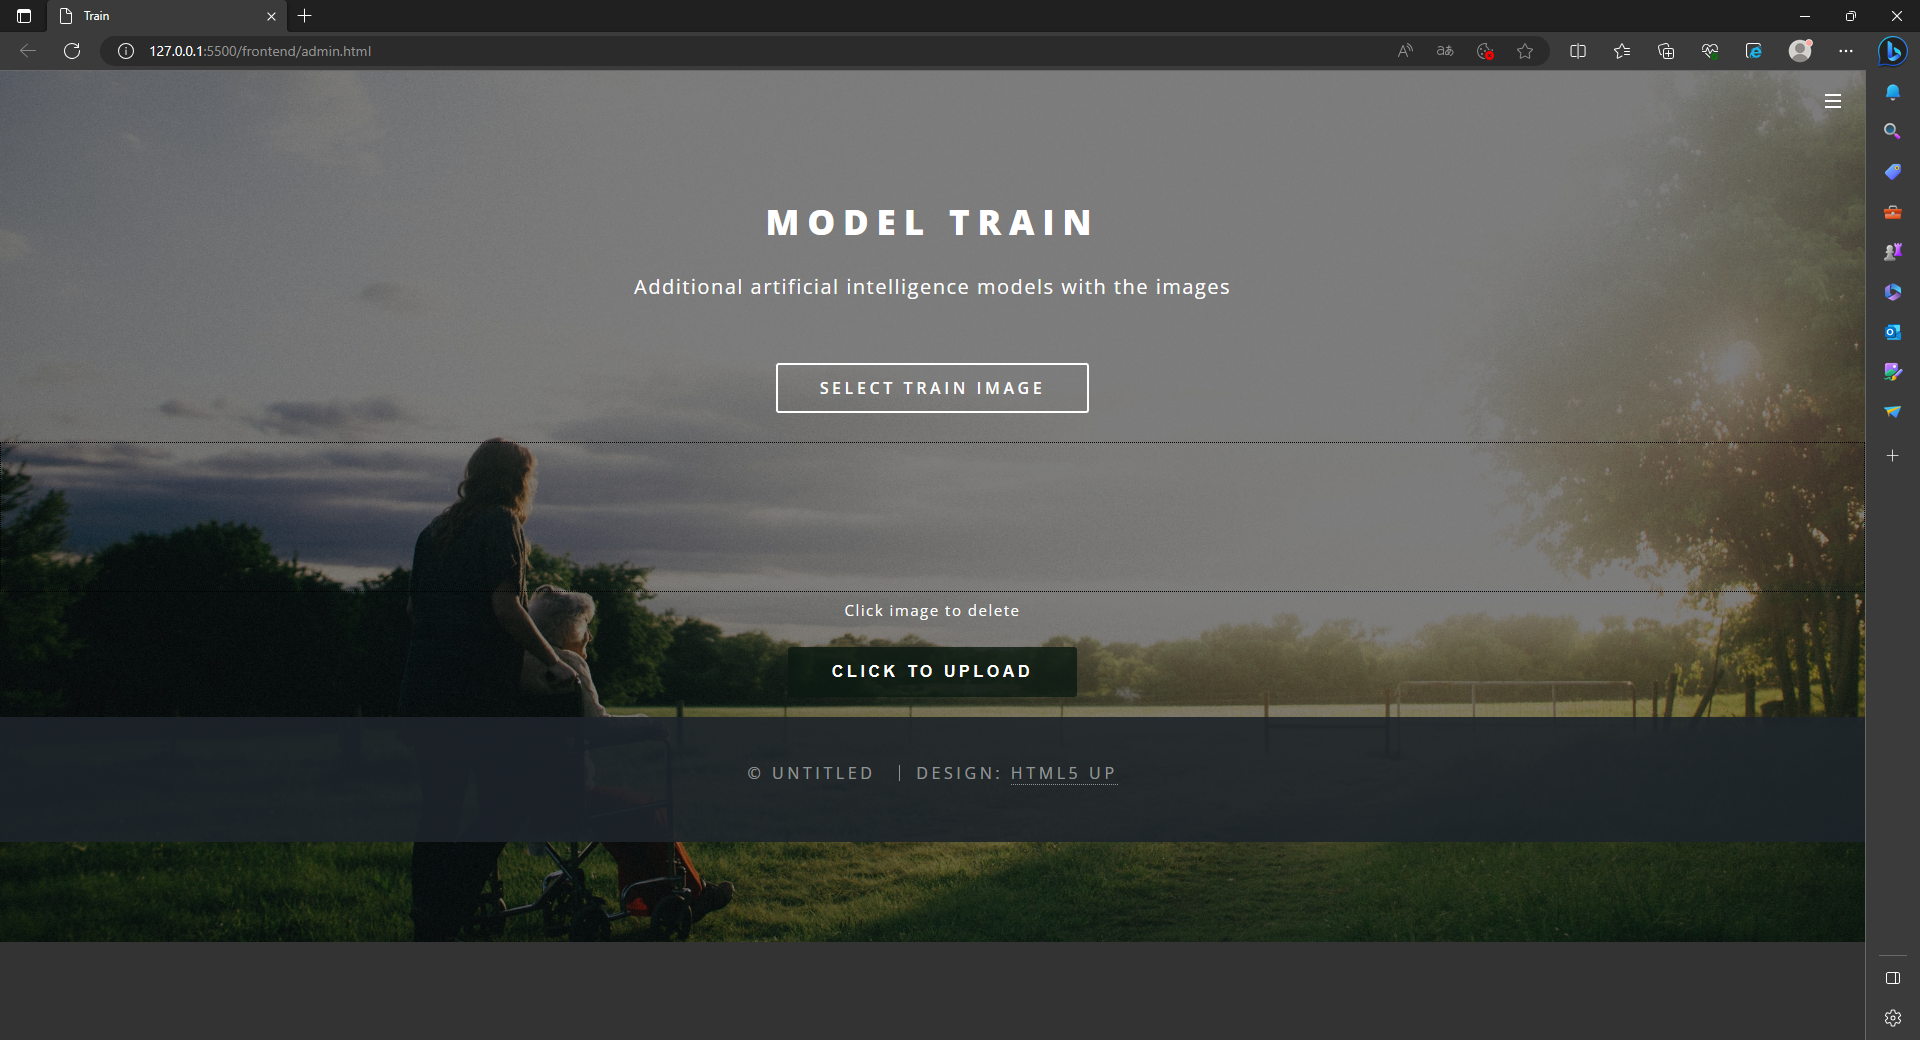 Train
127.0.0.1:5500/frontend/admin.html
MODEL TRAIN
Additional artificial intelligence models with the images
SELECT TRAIN IMAGE
Click image to delete
CLICK TO UPLOAD
© UNTITLED | DESIGN: HTML5 UP